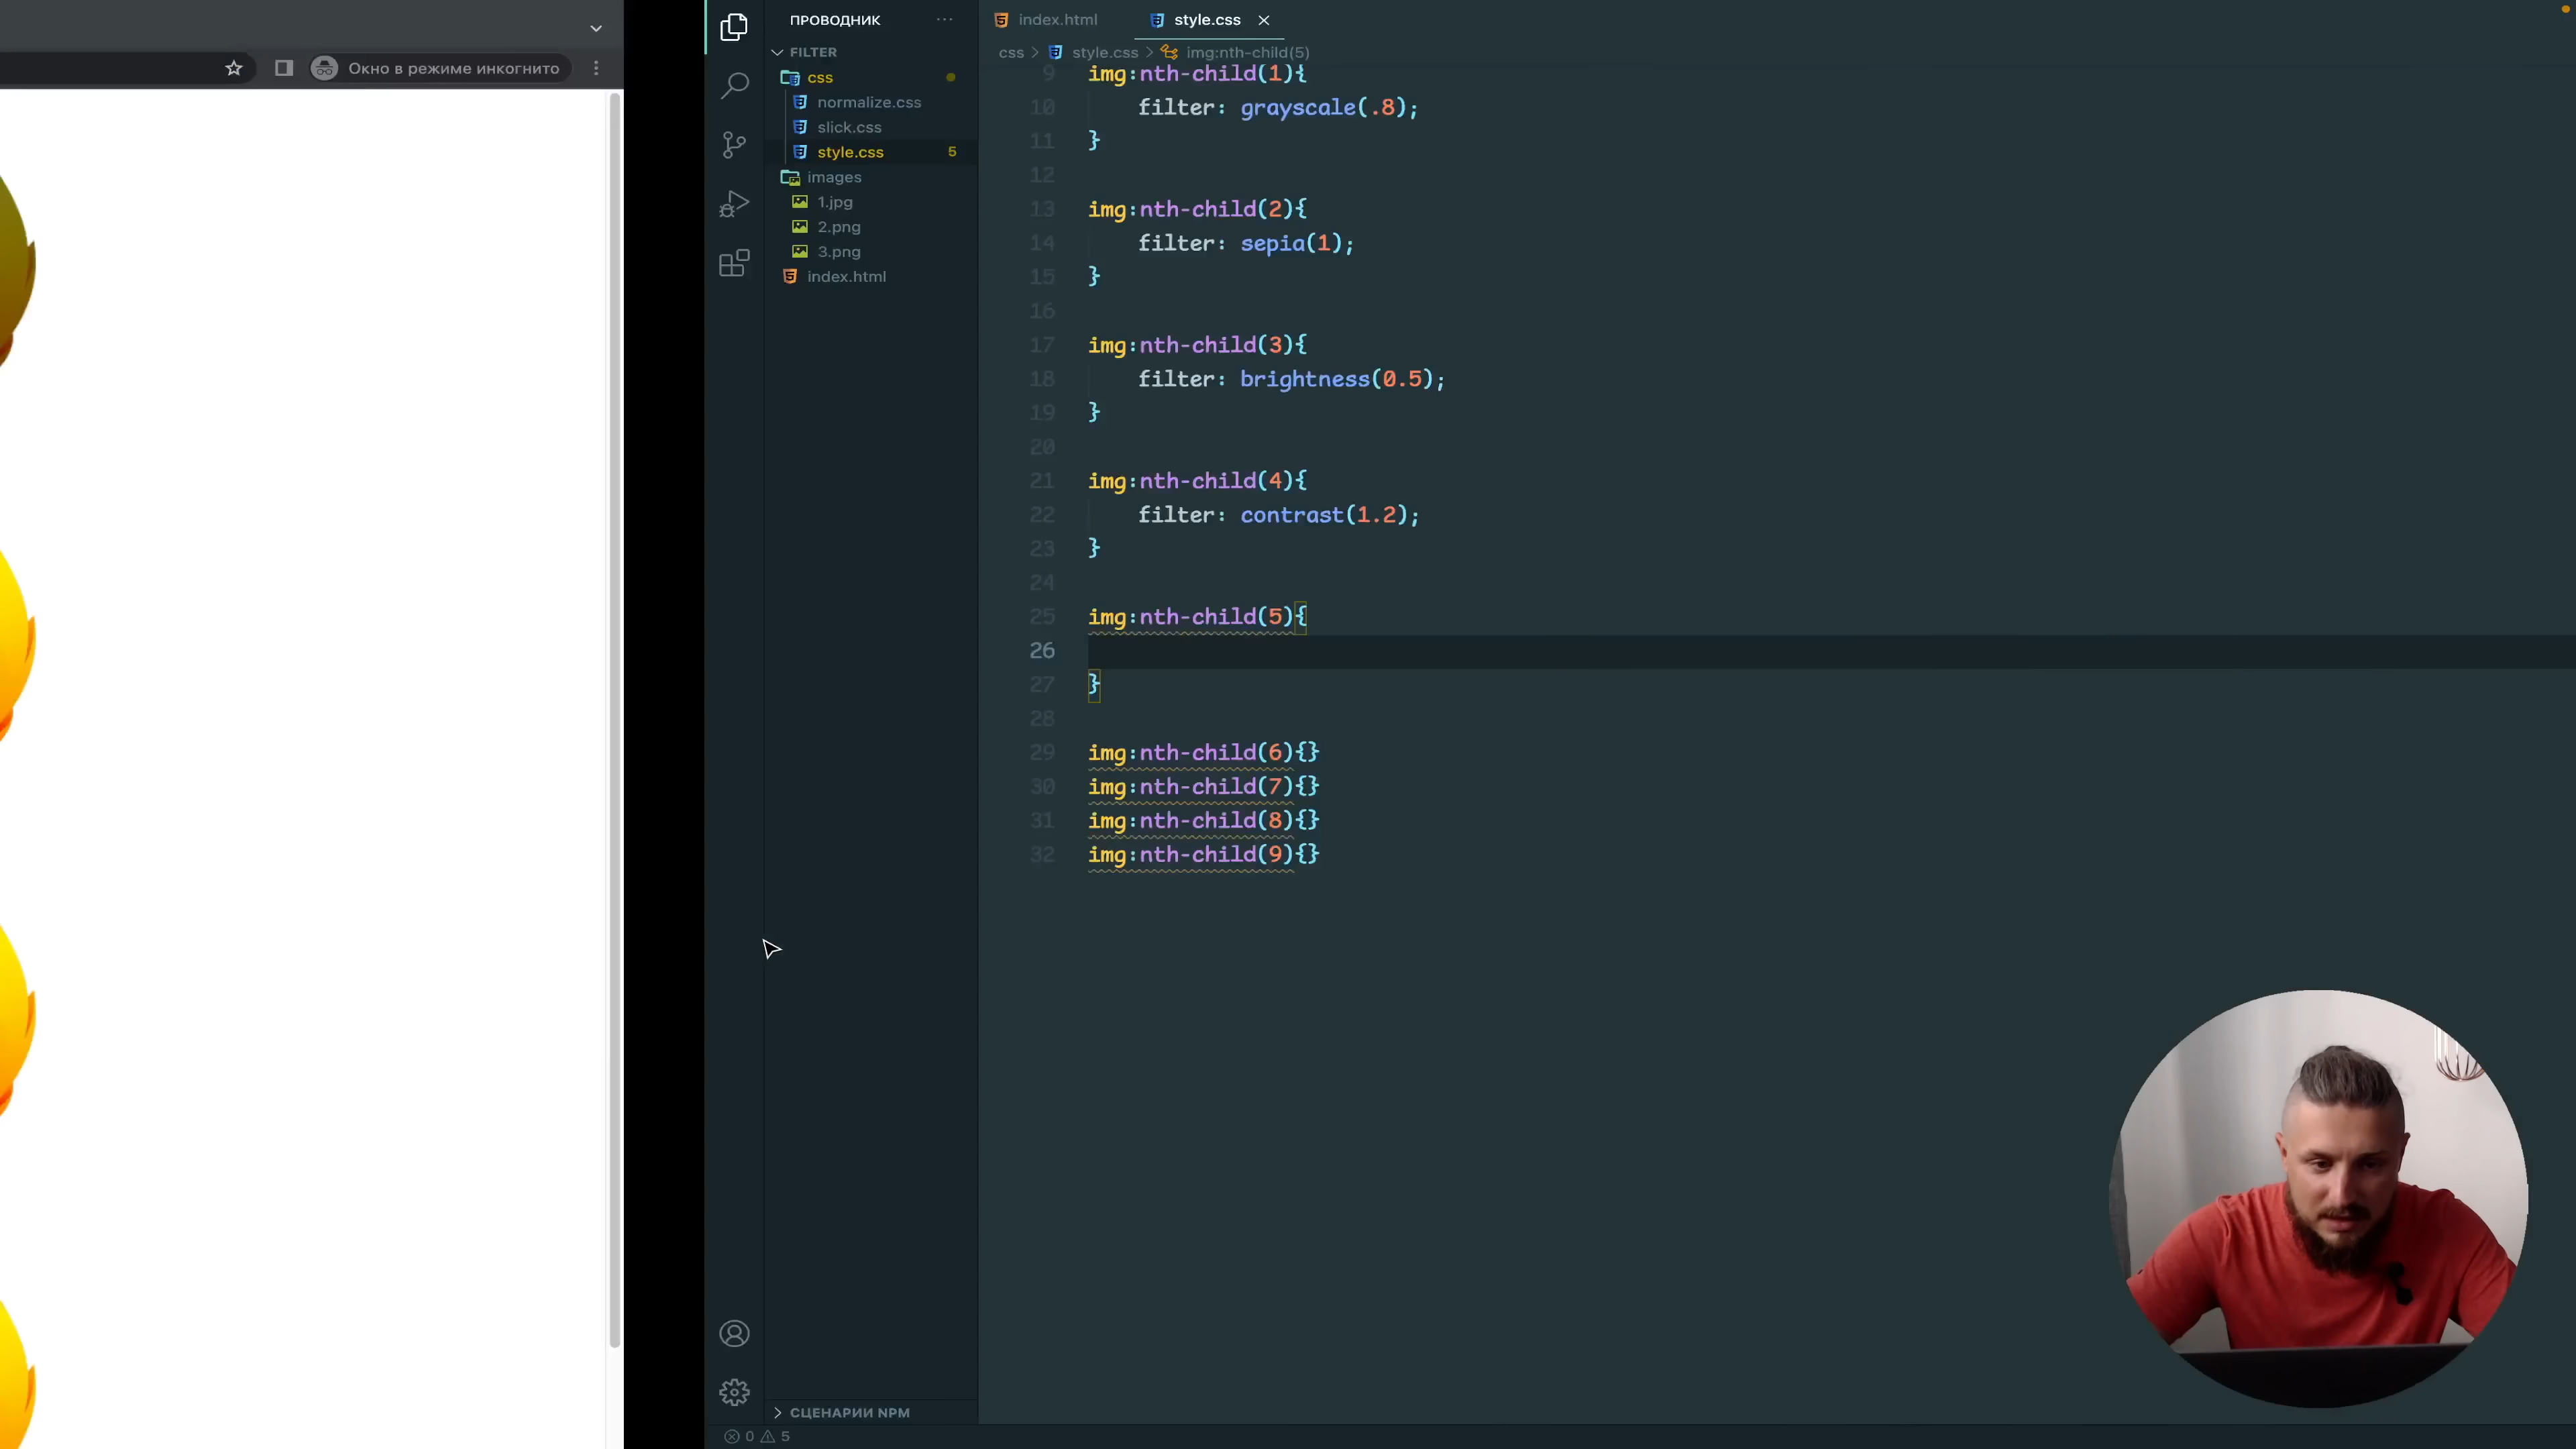 Окно в режиме инкогнито
ПРОВОДНИК
FILTER
css
normalize.css
slick.css
style.css 5
images
1.jpg
2.png
3.png
index.html
СЦЕНАРИИ NPM
0 5
index.html style.css
css > style.css > img:nth-child(5)
9 img:nth-child(1){
10 filter: grayscale(.8);
11 }
12
13 img:nth-child(2){
14 filter: sepia(1);
15 }
16
17 img:nth-child(3){
18 filter: brightness(0.5);
19 }
20
21 img:nth-child(4){
22 filter: contrast(1.2);
23 }
24
25 img:nth-child(5){
26
27 }
28
29 img:nth-child(6){}
30 img:nth-child(7){}
31 img:nth-child(8){}
32 img:nth-child(9){}